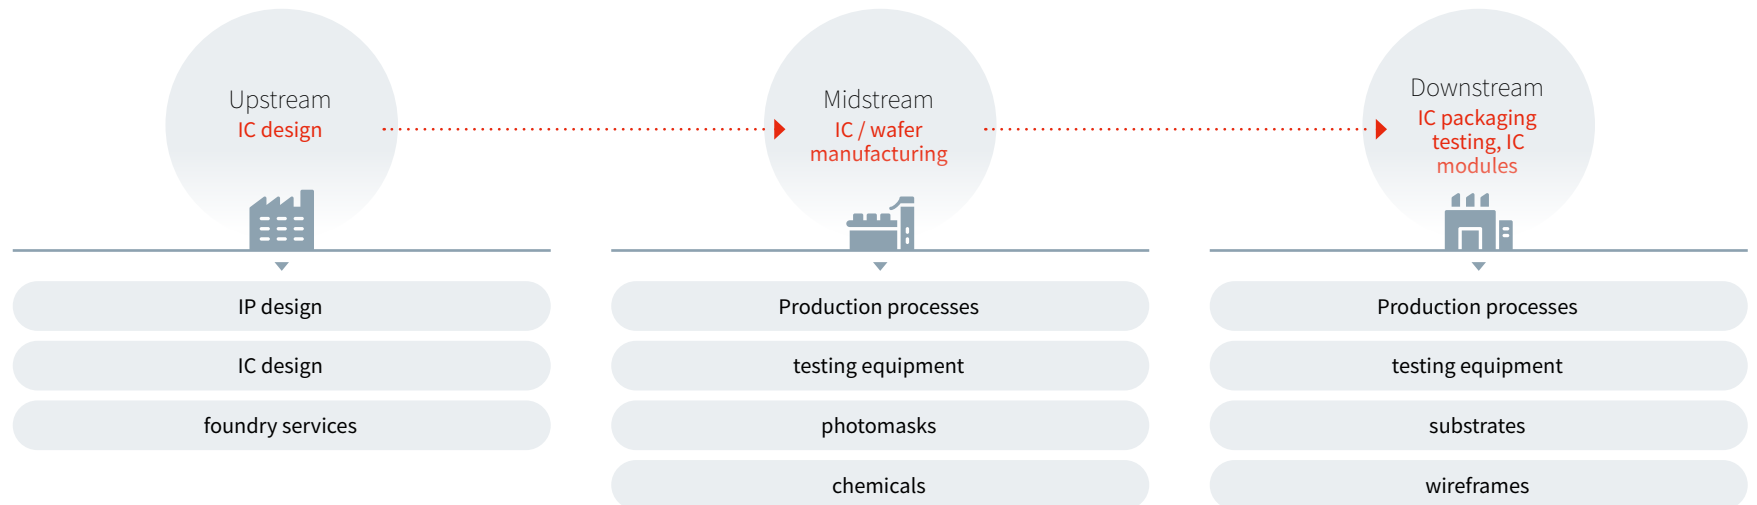 Upstream
IC design
Midstream
IC / wafer
manufacturing
Downstream
IC packaging
testing, IC
modules
IP design
IC design
foundry services
Production processes
testing equipment
photomasks
chemicals
Production processes
testing equipment
substrates
wireframes